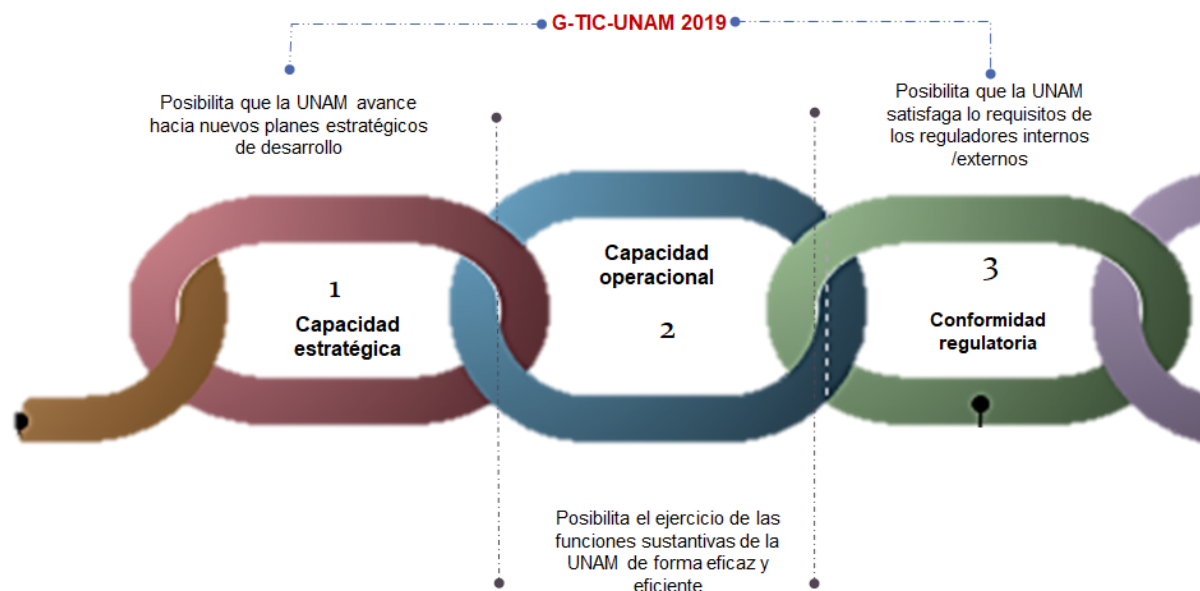 G-TIC-UNAM 2019
Posibilita que la UNAM avance
hacia nuevos planes estratégicos
de desarrollo
Posibilita que la UNAM
satisfaga lo requisitos de
los reguladores internos
/externos
1
Capacidad
estratégica
Capacidad
operacional
2
3
Conformidad
regulatoria
Posibilita el ejercicio de las
funciones sustantivas de la
UNAM de forma eficaz y
eficiente